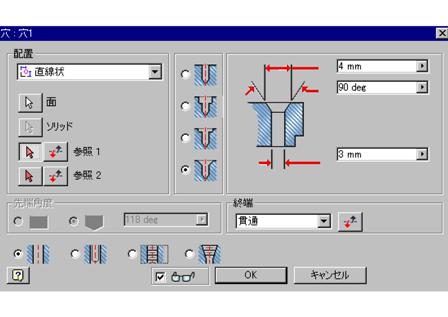 穴:穴1
配置
直線状
面
ソリッド
参照 1
参照 2
4 mm
90 deg
3 mm
先端角度
118 deg
終端
貫通
OK
キャンセル